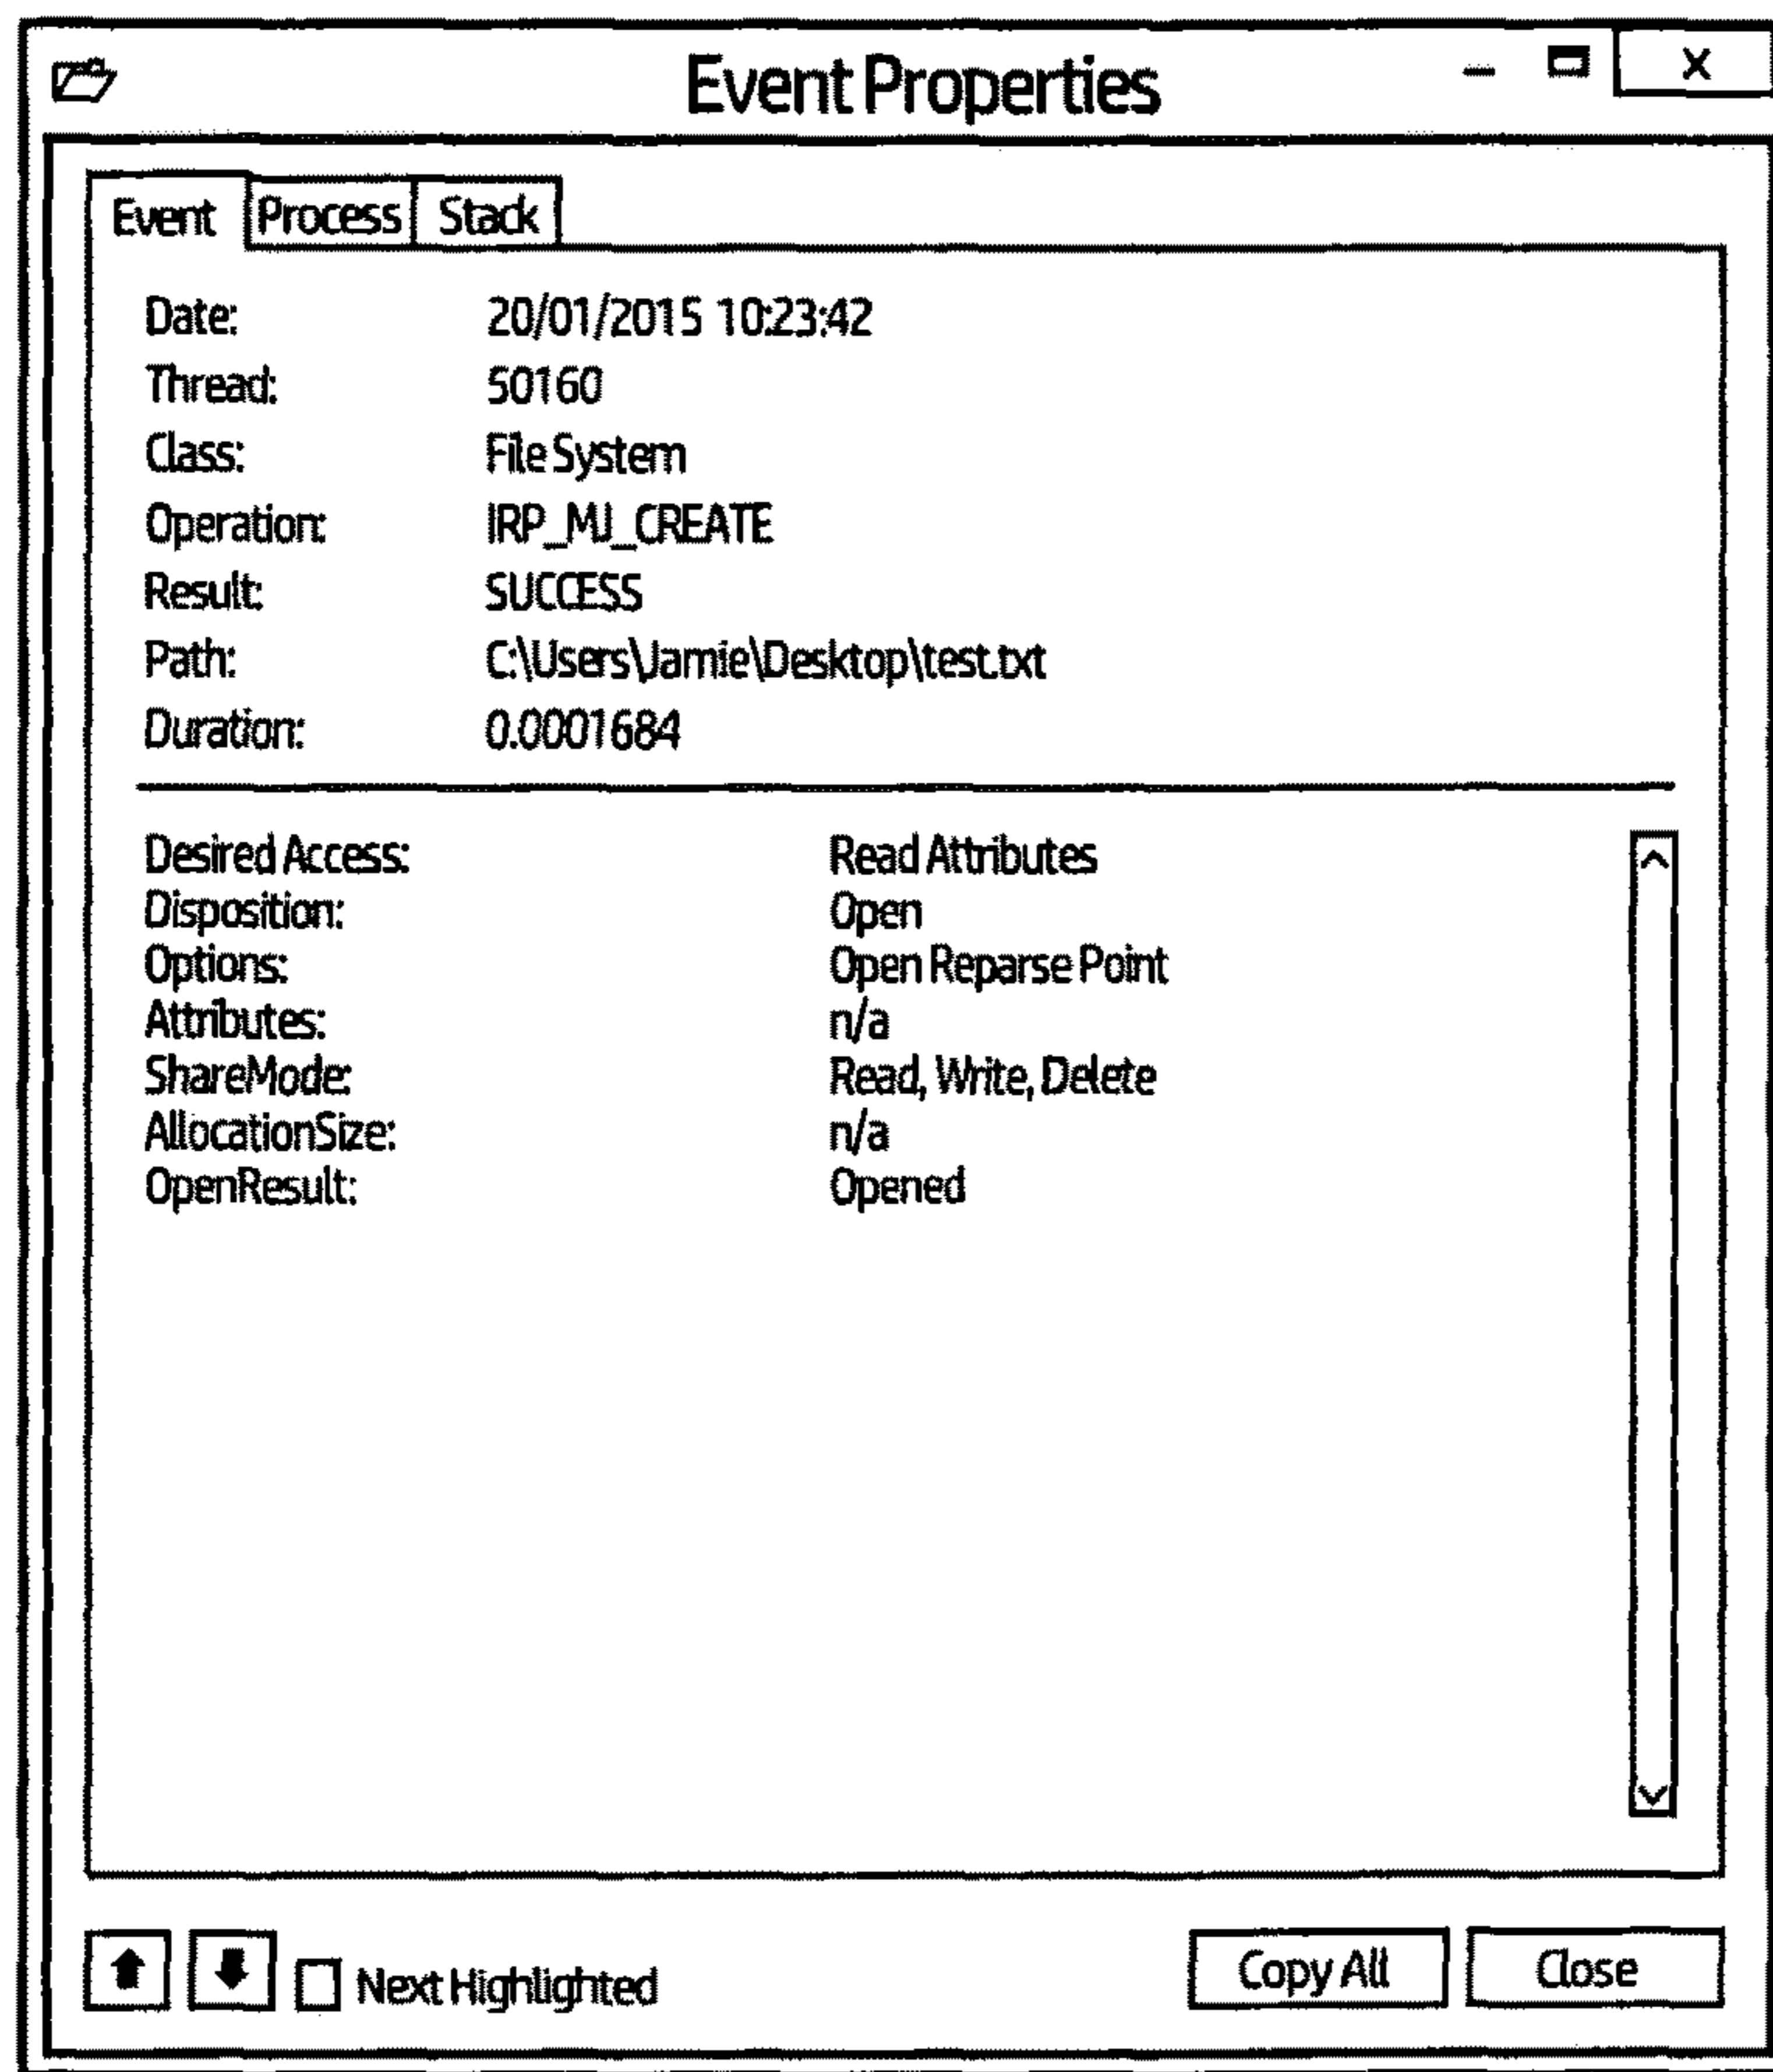 Event Properties
Event Process Stack
Date: 20/01/2015 10:23:42
Thread: 50160
Class: File System
Operation: IRP_MJ_CREATE
Result: SUCCESS
Path: C:\Users\Jamie\Desktop\test.txt
Duration: 0.0001684
Desired Access: Read Attributes
Disposition: Open
Options: Open Reparse Point
Attributes: n/a
ShareMode: Read, Write, Delete
AllocationSize: n/a
OpenResult: Opened
Next Highlighted Copy All Close